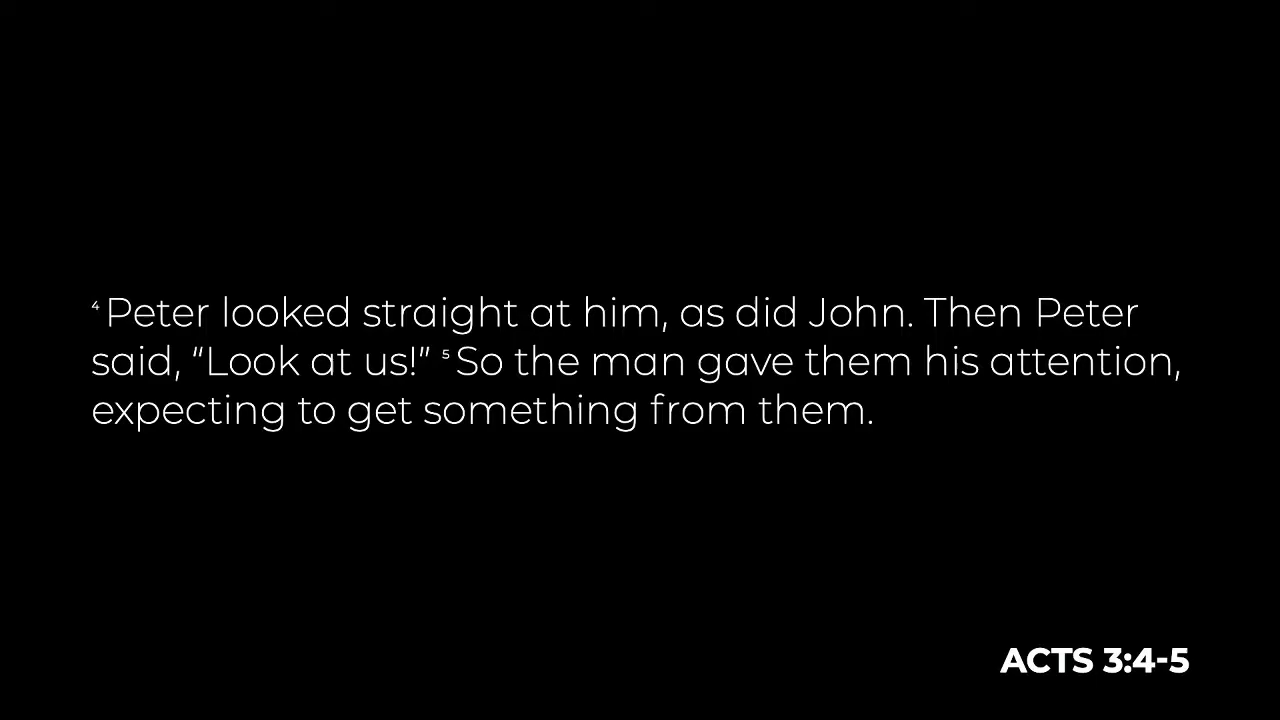 ⁴ Peter looked straight at him, as did John. Then Peter
said, “Look at us!” ⁵ So the man gave them his attention,
expecting to get something from them.
ACTS 3:4-5